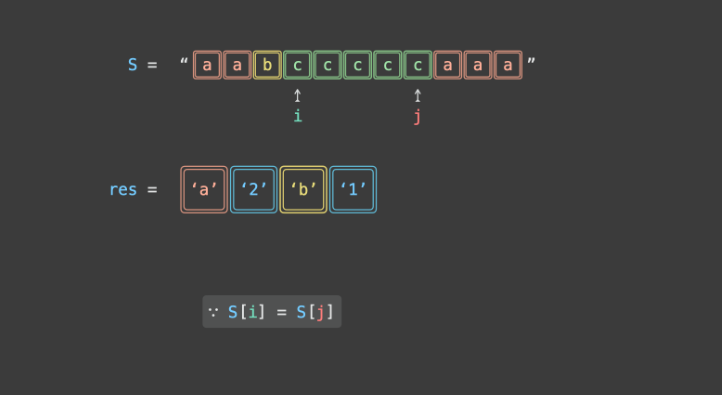 S = “ a a b c c c c c a a a ”
i j
res = ‘a’ ‘2’ ‘b’ ‘1’
∵ S[i] = S[j]